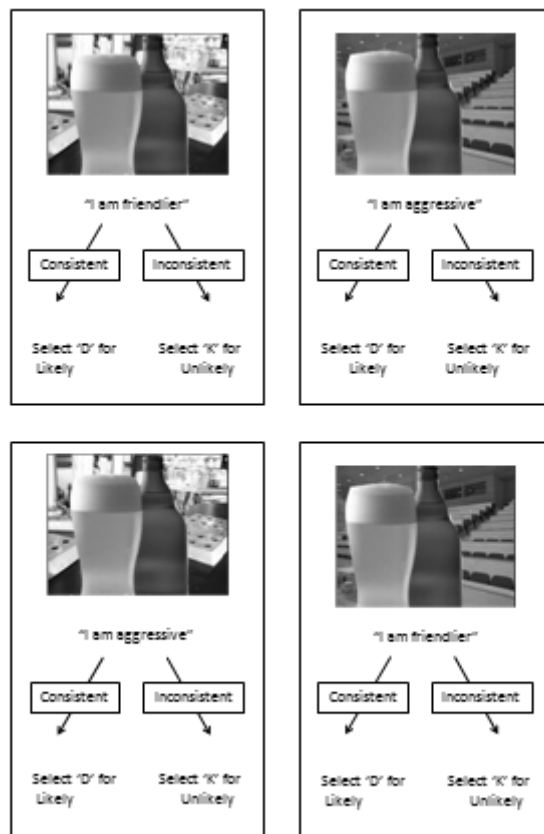 "I am friendlier"
Consistent Inconsistent
Select "D" for Select "K" for
Likely Unlikely
"I am aggressive"
Consistent Inconsistent
Select "D" for Select "K" for
Likely Unlikely
"I am aggressive"
Consistent Inconsistent
Select "D" for Select "K" for
Likely Unlikely
"I am friendlier"
Consistent Inconsistent
Select "D" for Select "K" for
Likely Unlikely